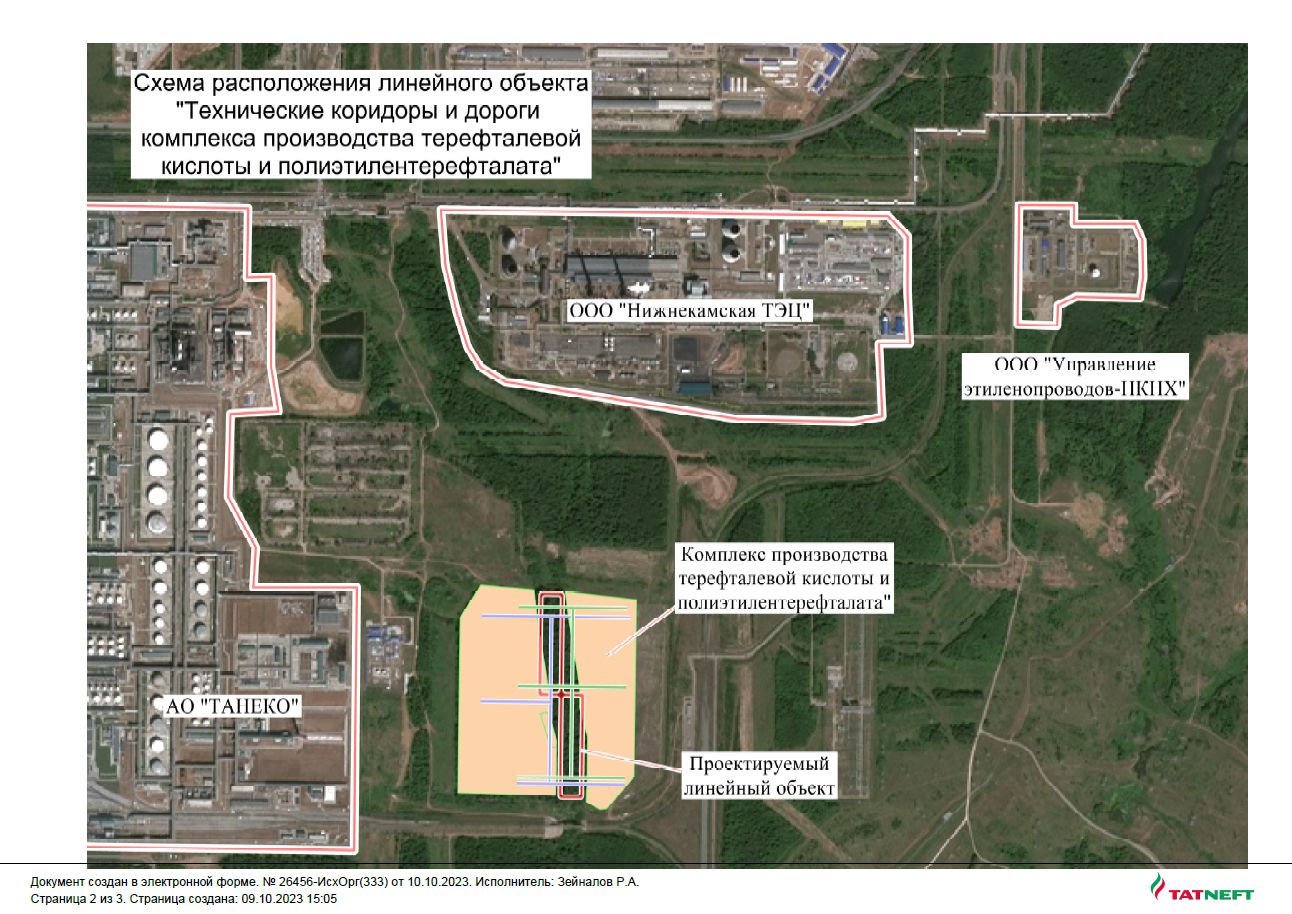 Схема расположения линейного объекта
"Технические коридоры и дороги
комплекса производства терефталевой
кислоты и полиэтилентерефталата"
ООО "Нижнекамская ТЭЦ"
ООО "Управление
этиленопроводов-НКНХ"
Комплекс производства
терефталевой кислоты и
полиэтилентерефталата"
АО "ТАНЕКО"
Проектируемый
линейный объект
Документ создан в электронной форме. № 26456-ИсхОрг(333) от 10.10.2023. Исполнитель: Зейналов Р.А.
Страница 2 из 3. Страница создана: 09.10.2023 15:05
TATNEFT